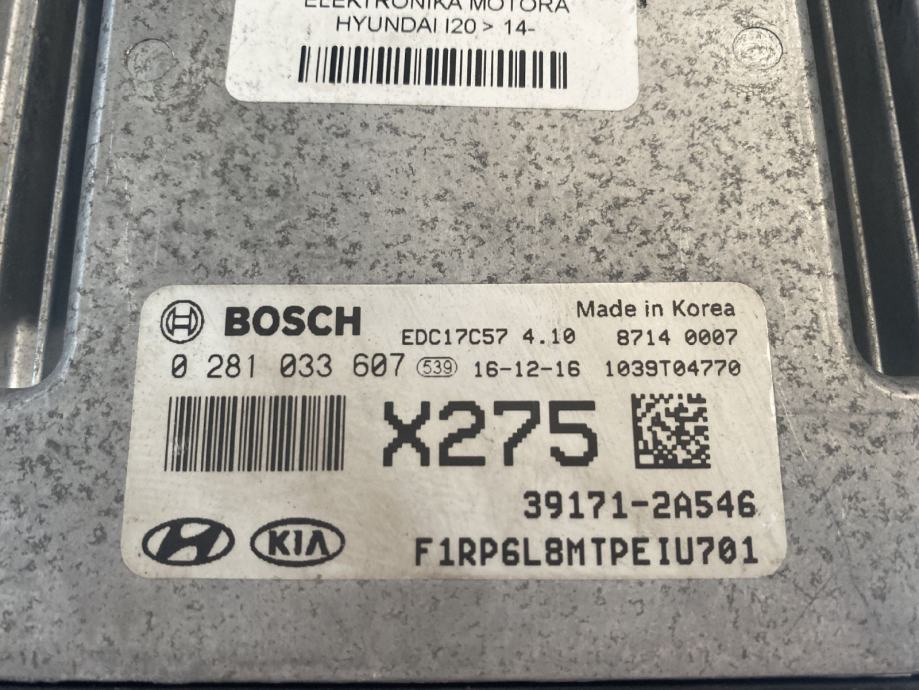 ELEKTRONIKA MOTORA
HYUNDAI I20 > 14-
BOSCH
Made in Korea
EDC17C57 4.10 8714 0007
0 281 033 607 539 16-12-16 1039T04770
X275
39171-2A546
KIA
F1RP6L8MTPEIU701